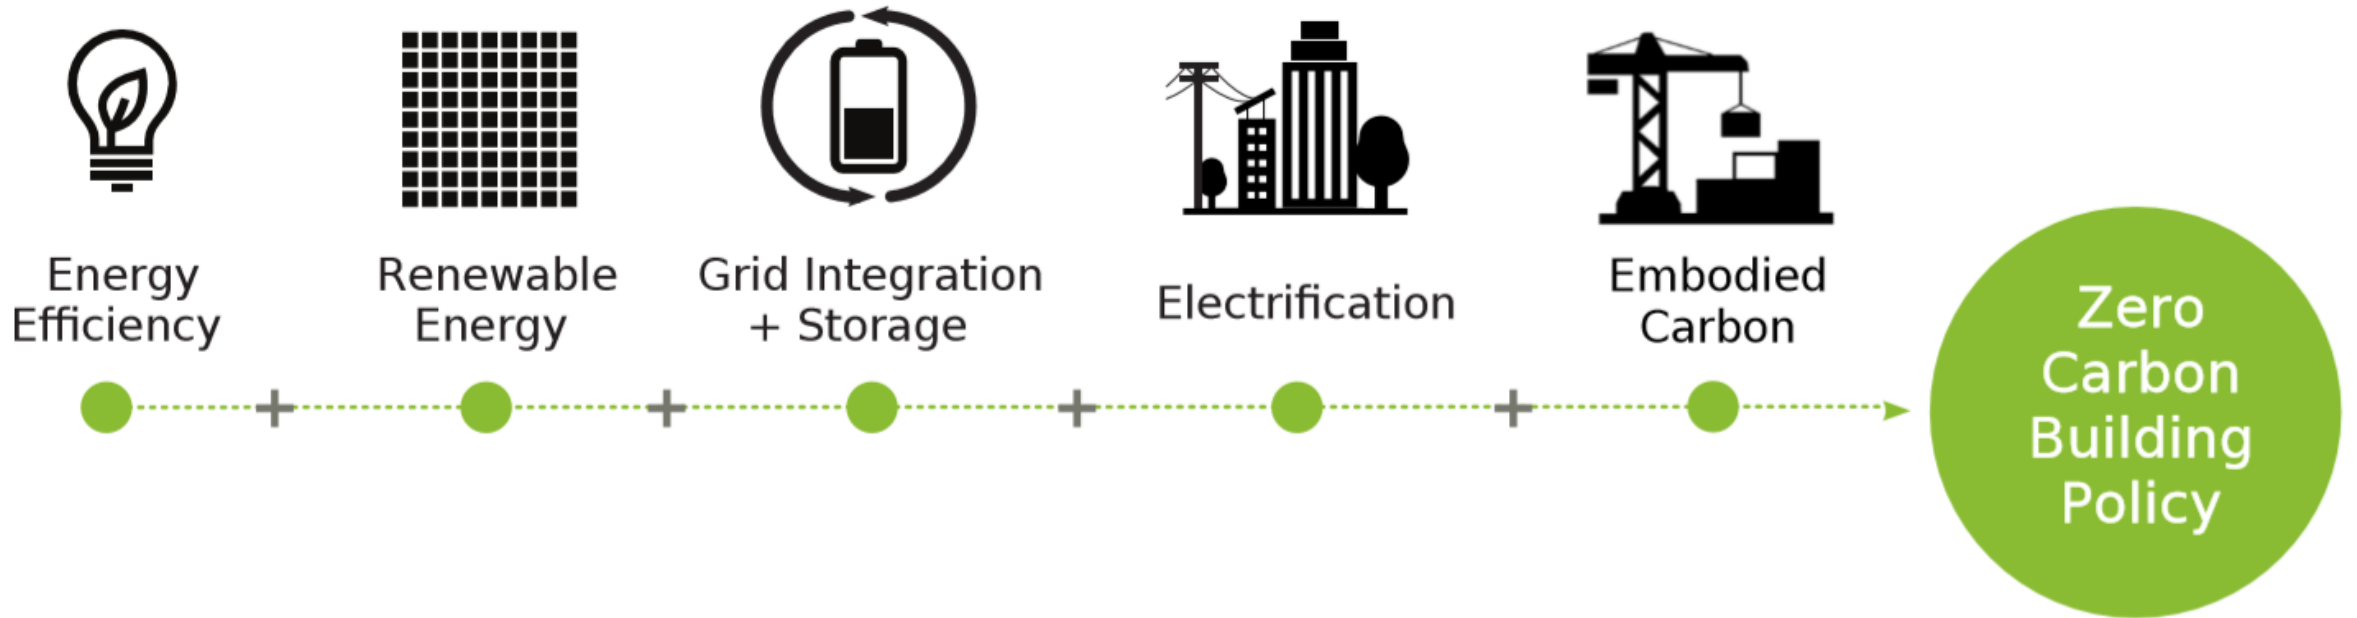 Energy
Efficiency
Renewable
Energy
Grid Integration
+ Storage
Electrification
Embodied
Carbon
Zero
Carbon
Building
Policy